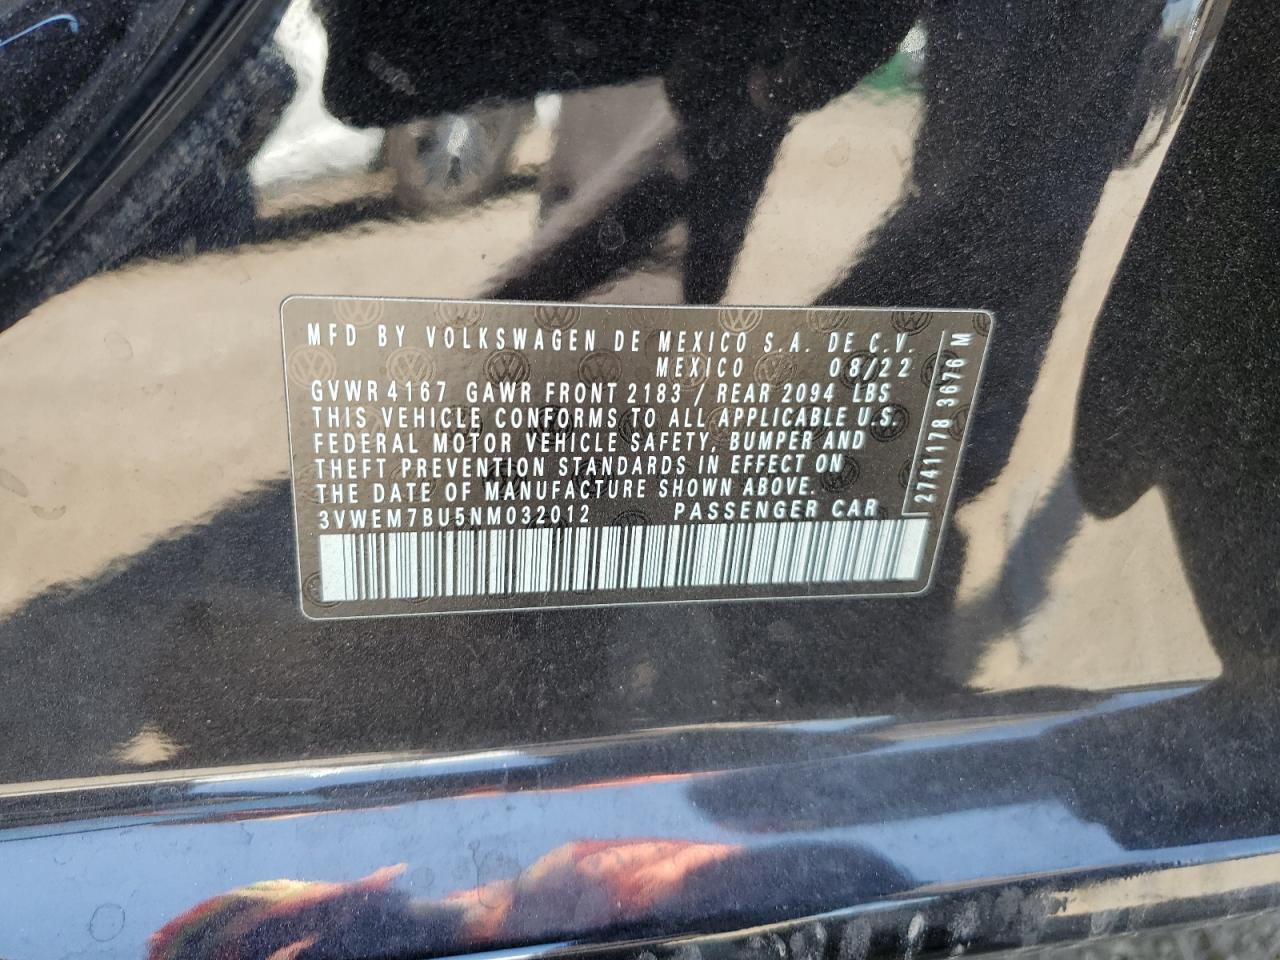 MFD BY VOLKSWAGEN DE MEXICO S.A. DE C.V.
MEXICO 08/22
GVWR 4167 GAWR FRONT 2183 / REAR 2094 LBS
THIS VEHICLE CONFORMS TO ALL APPLICABLE U.S.
FEDERAL MOTOR VEHICLE SAFETY, BUMPER AND
THEFT PREVENTION STANDARDS IN EFFECT ON
THE DATE OF MANUFACTURE SHOWN ABOVE.
3VWEM7BU5NM032012 PASSENGER CAR
2741178 3676 M